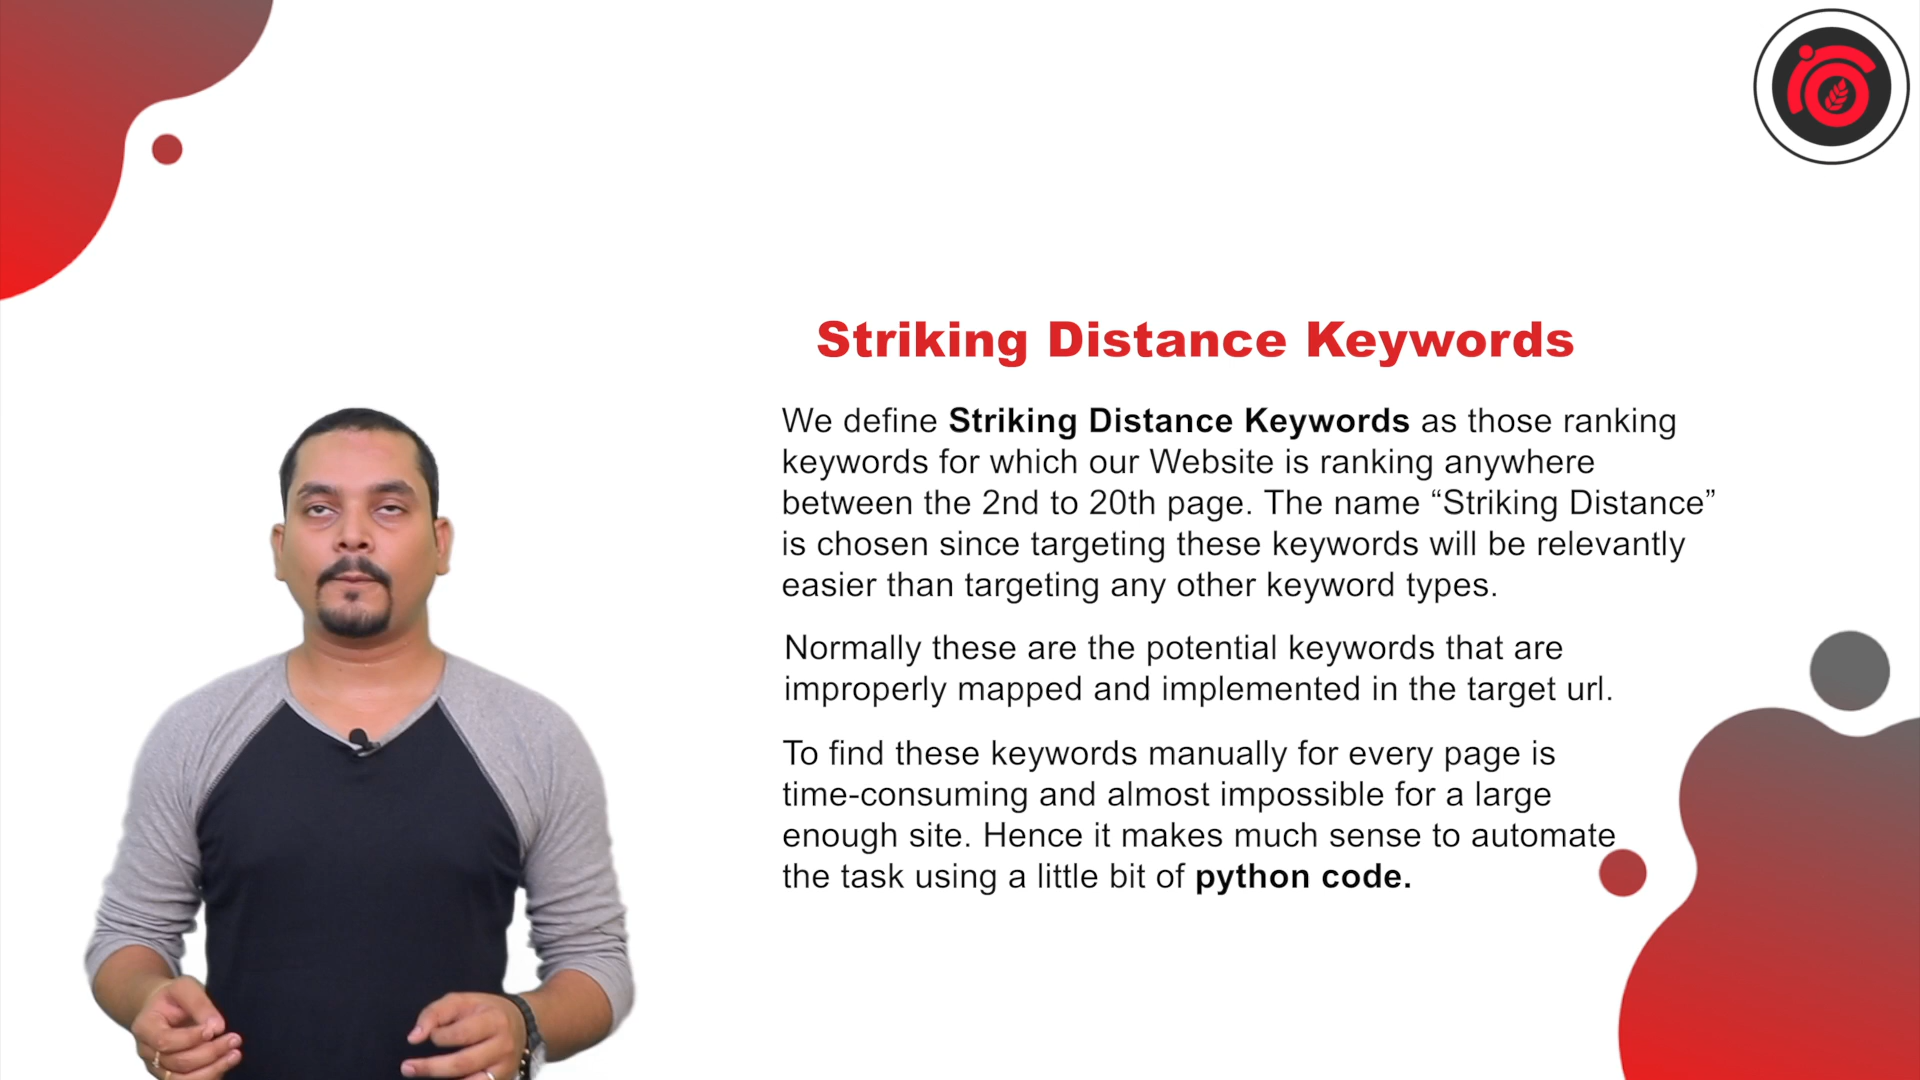 Striking Distance Keywords
We define Striking Distance Keywords as those ranking
keywords for which our Website is ranking anywhere
between the 2nd to 20th page. The name “Striking Distance”
is chosen since targeting these keywords will be relevantly
easier than targeting any other keyword types.
Normally these are the potential keywords that are
improperly mapped and implemented in the target url.
To find these keywords manually for every page is
time-consuming and almost impossible for a large
enough site. Hence it makes much sense to automate
the task using a little bit of python code.